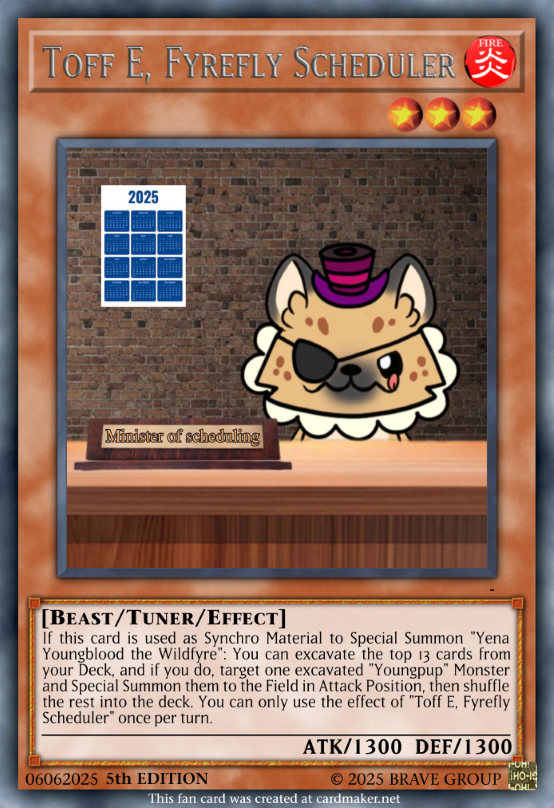 Toff E, Fyrefly Scheduler
FIRE
炎
2025
Minister of scheduling
-
[Beast/Tuner/Effect]
If this card is used as Synchro Material to Special Summon "Yena
Youngblood the Wildfyre": You can excavate the top 13 cards from
your Deck, and if you do, target one excavated "Youngpup" Monster
and Special Summon them to the Field in Attack Position, then shuffle
the rest into the deck. You can only use the effect of "Toff E, Fyrefly
Scheduler" once per turn.
ATK/1300 DEF/1300
06062025 5th EDITION
© 2025 BRAVE GROUP
This fan card was created at cardmaker.net